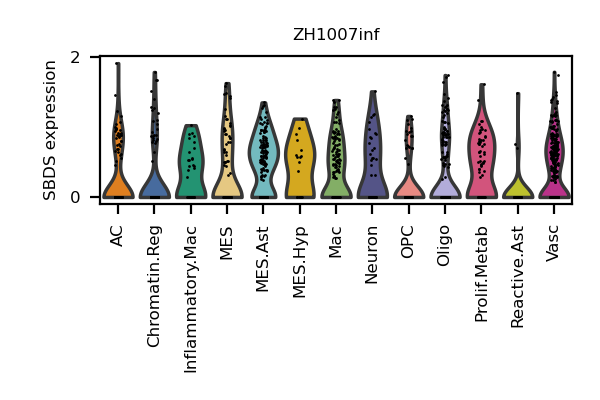 ZH1007inf
SBDS expression
2
0
AC
Chromatin.Reg
Inflammatory.Mac
MES
MES.Ast
MES.Hyp
Mac
Neuron
OPC
Oligo
Prolif.Metab
Reactive.Ast
Vasc